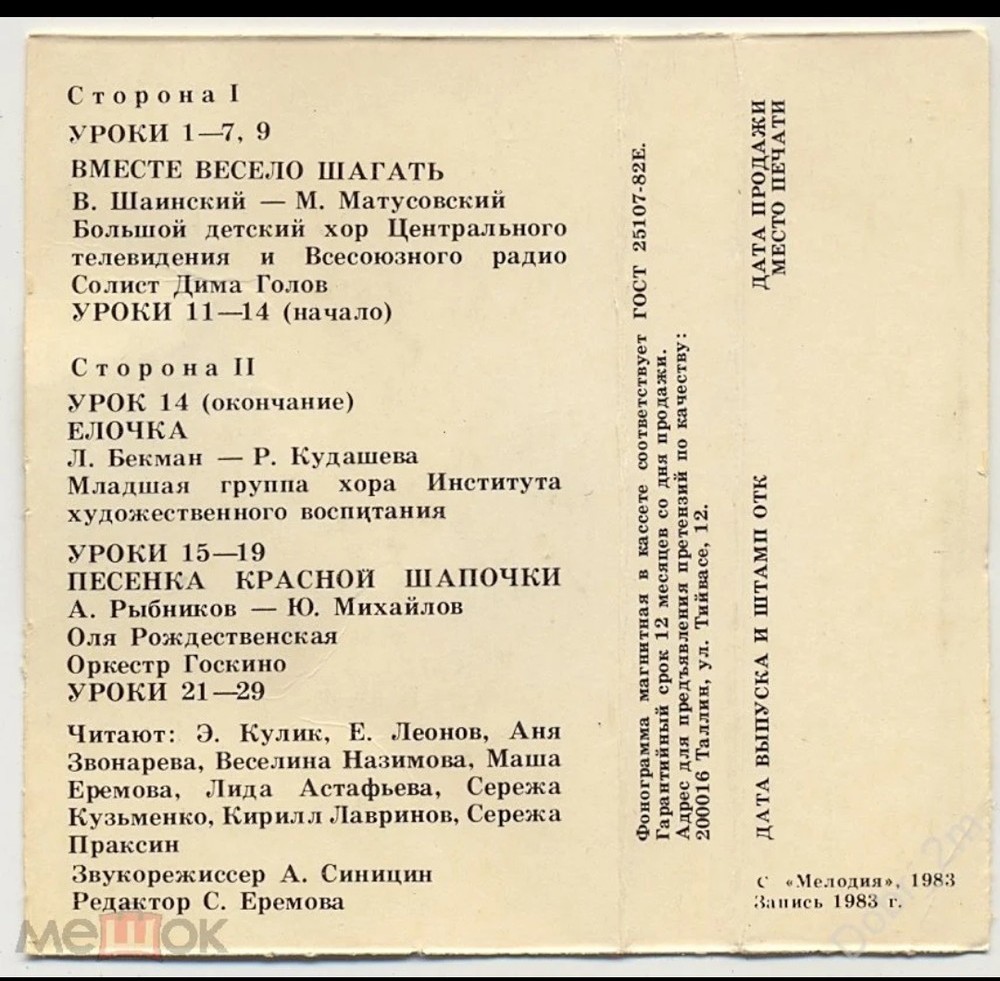 Сторона I
УРОКИ 1—7, 9
ВМЕСТЕ ВЕСЕЛО ШАГАТЬ
В. Шаинский — М. Матусовский
Большой детский хор Центрального
телевидения и Всесоюзного радио
Солист Дима Голов
УРОКИ 11—14 (начало)
Сторона II
УРОК 14 (окончание)
ЕЛОЧКА
Л. Бекман — Р. Кудашева
Младшая группа хора Института
художественного воспитания
УРОКИ 15—19
ПЕСЕНКА КРАСНОЙ ШАПОЧКИ
А. Рыбников — Ю. Михайлов
Оля Рождественская
Оркестр Госкино
УРОКИ 21—29
Читают: Э. Кулик, Е. Леонов, Аня
Звонарева, Веселина Назимова, Маша
Еремова, Лида Астафьева, Сережа
Кузьменко, Кирилл Лавринов, Сережа
Праксин
Звукорежиссер А. Синицин
Редактор С. Еремова
Фонограмма магнитная в кассете соответствует ГОСТ 25107-82Е.
Гарантийный срок 12 месяцев со дня продажи.
Адрес для предъявления претензий по качеству:
200016 Таллин, ул. Тийвасе, 12.
ДАТА ВЫПУСКА И ШТАМП ОТК
ДАТА ПРОДАЖИ
МЕСТО ПЕЧАТИ
С «Мелодия», 1983
Запись 1983 г.
мешок